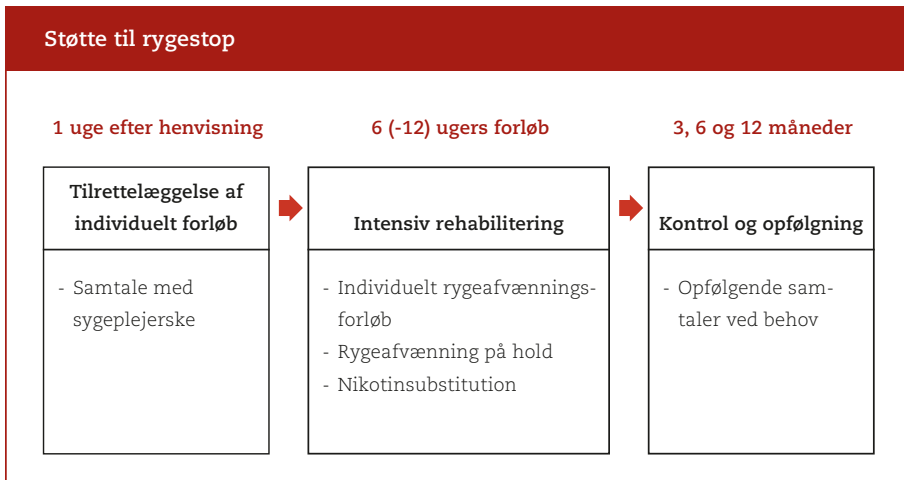 Støtte til rygestop
1 uge efter henvisning
Tilrettelæggelse af
individuelt forløb
- Samtale med
sygeplejerske
6 (-12) ugers forløb
Intensiv rehabilitering
- Individuelt rygeafvænnings-
forløb
- Rygeafvænning på hold
- Nikotinsubstitution
3, 6 og 12 måneder
Kontrol og opfølgning
- Opfølgende sam-
taler ved behov